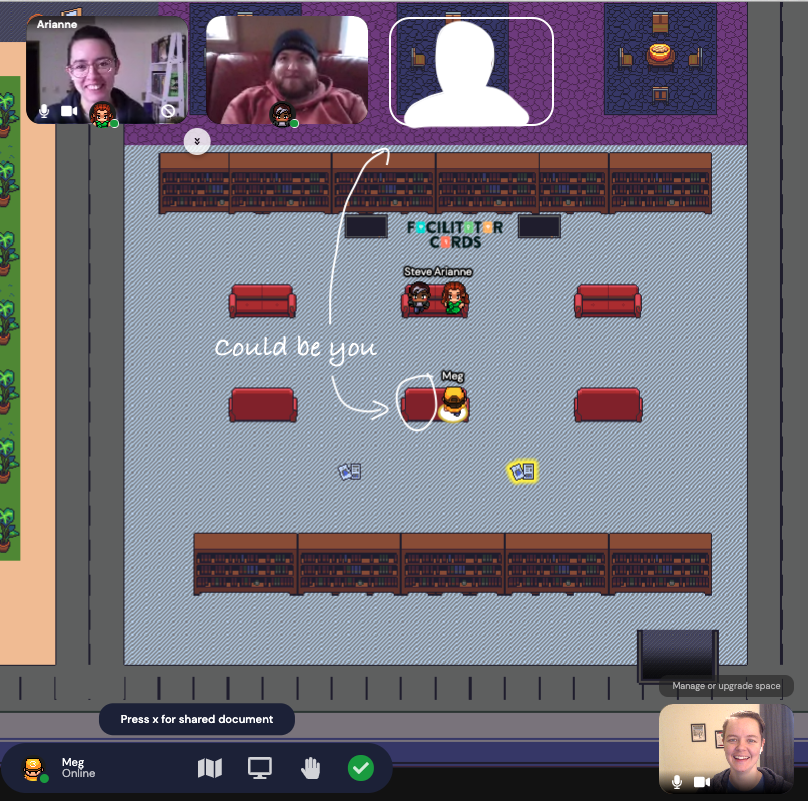 Arianne
FACILITATOR
CARDS
Steve Arianne
Could be you
Meg
Manage or upgrade space
Press x for shared document
Meg
Online